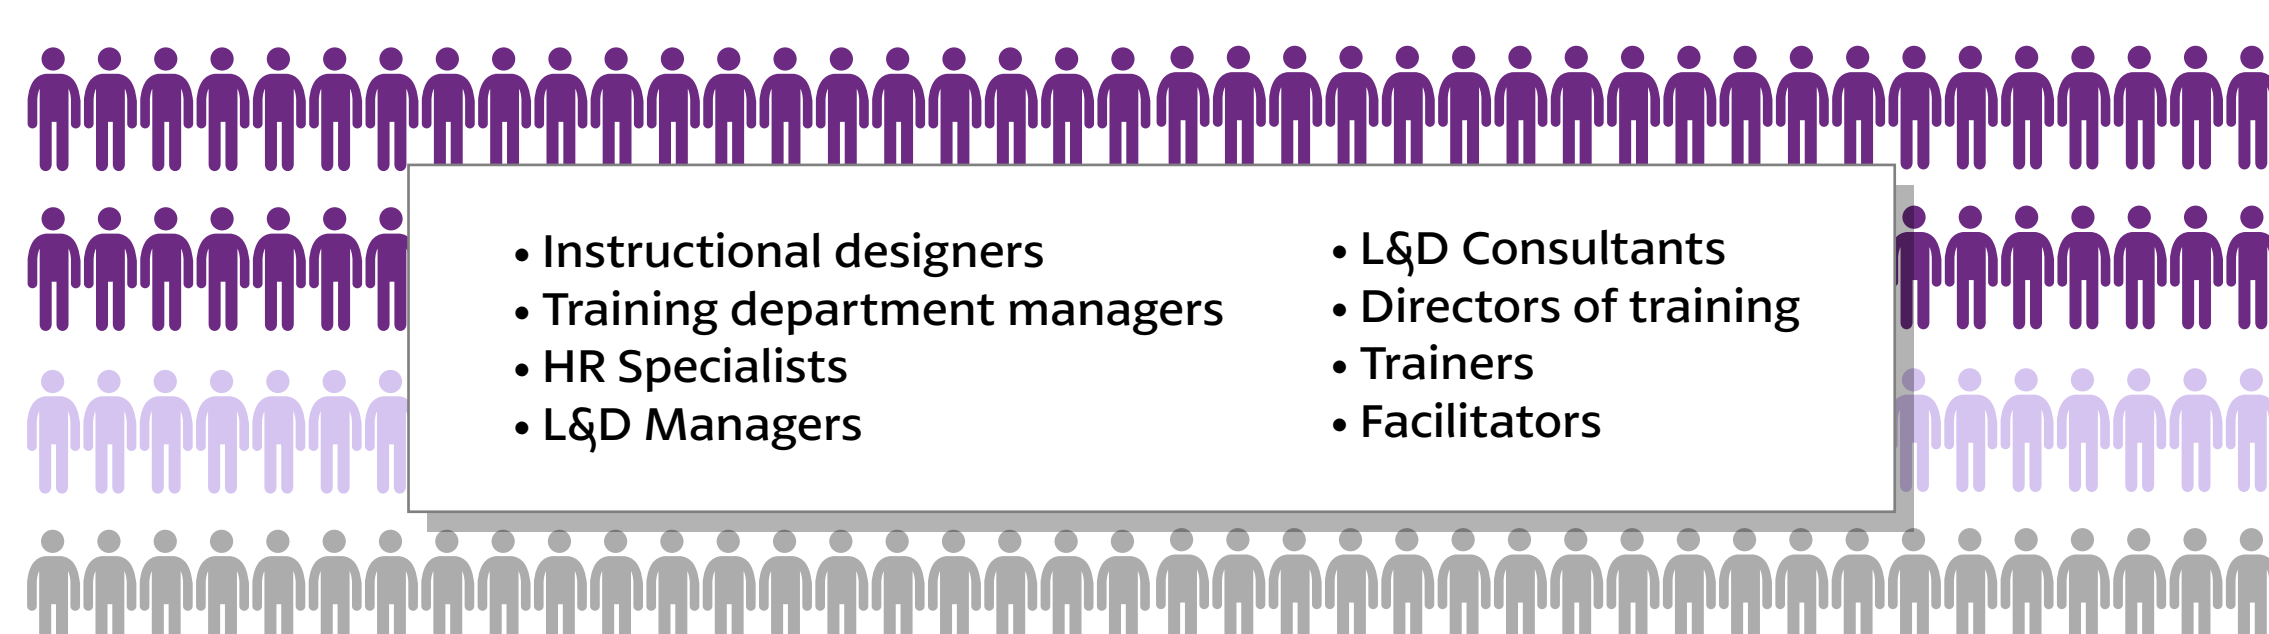 • Instructional designers
• Training department managers
• HR Specialists
• L&D Managers
• L&D Consultants
• Directors of training
• Trainers
• Facilitators